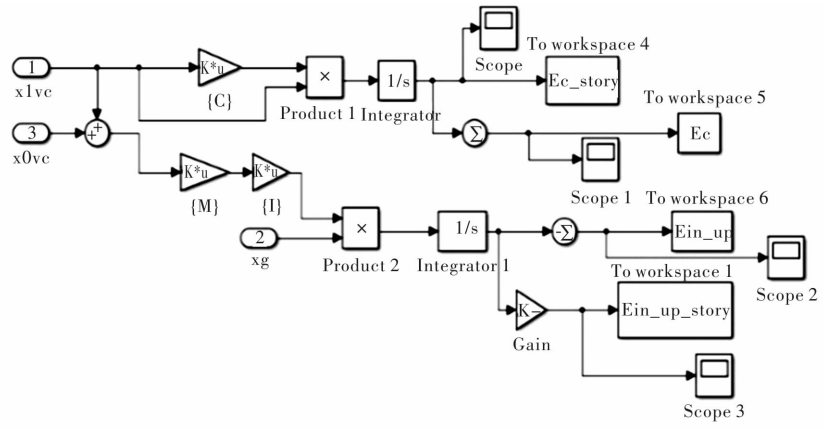 To workspace 4
Scope
1
K*u
×
1/s
Ec_story
x1vc
{C}
Product 1
Integrator
To workspace 5
3
+
+
Σ
Ec
x0vc
Scope 1
K*u
K*u
{M}
{I}
To workspace 6
2
×
1/s
-Σ
Ein_up
xg
Product 2
Integrator 1
Scope 2
To workspace 1
K-
Ein_up_story
Gain
Scope 3